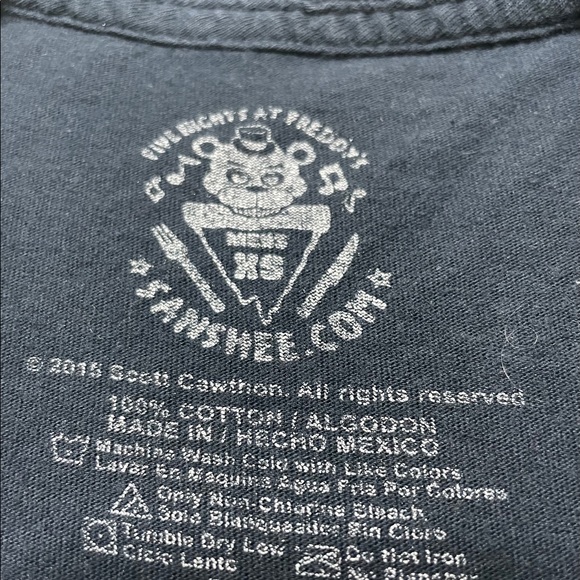 FIVE NIGHTS AT FREDDY'S
MENS
XS
SANSHEE.COM
© 2015 Scott Cawthon. All rights reserved
100% COTTON / ALGODON
MADE IN / HECHO MEXICO
Machine Wash Cold with Like Colors
Lavar En Maquina Agua Fria Por Colores
Only Non-Chlorine Bleach
Solo Blanqueador Sin Cloro
Tumble Dry Low
Ciclo Lento
Do Not Iron
No